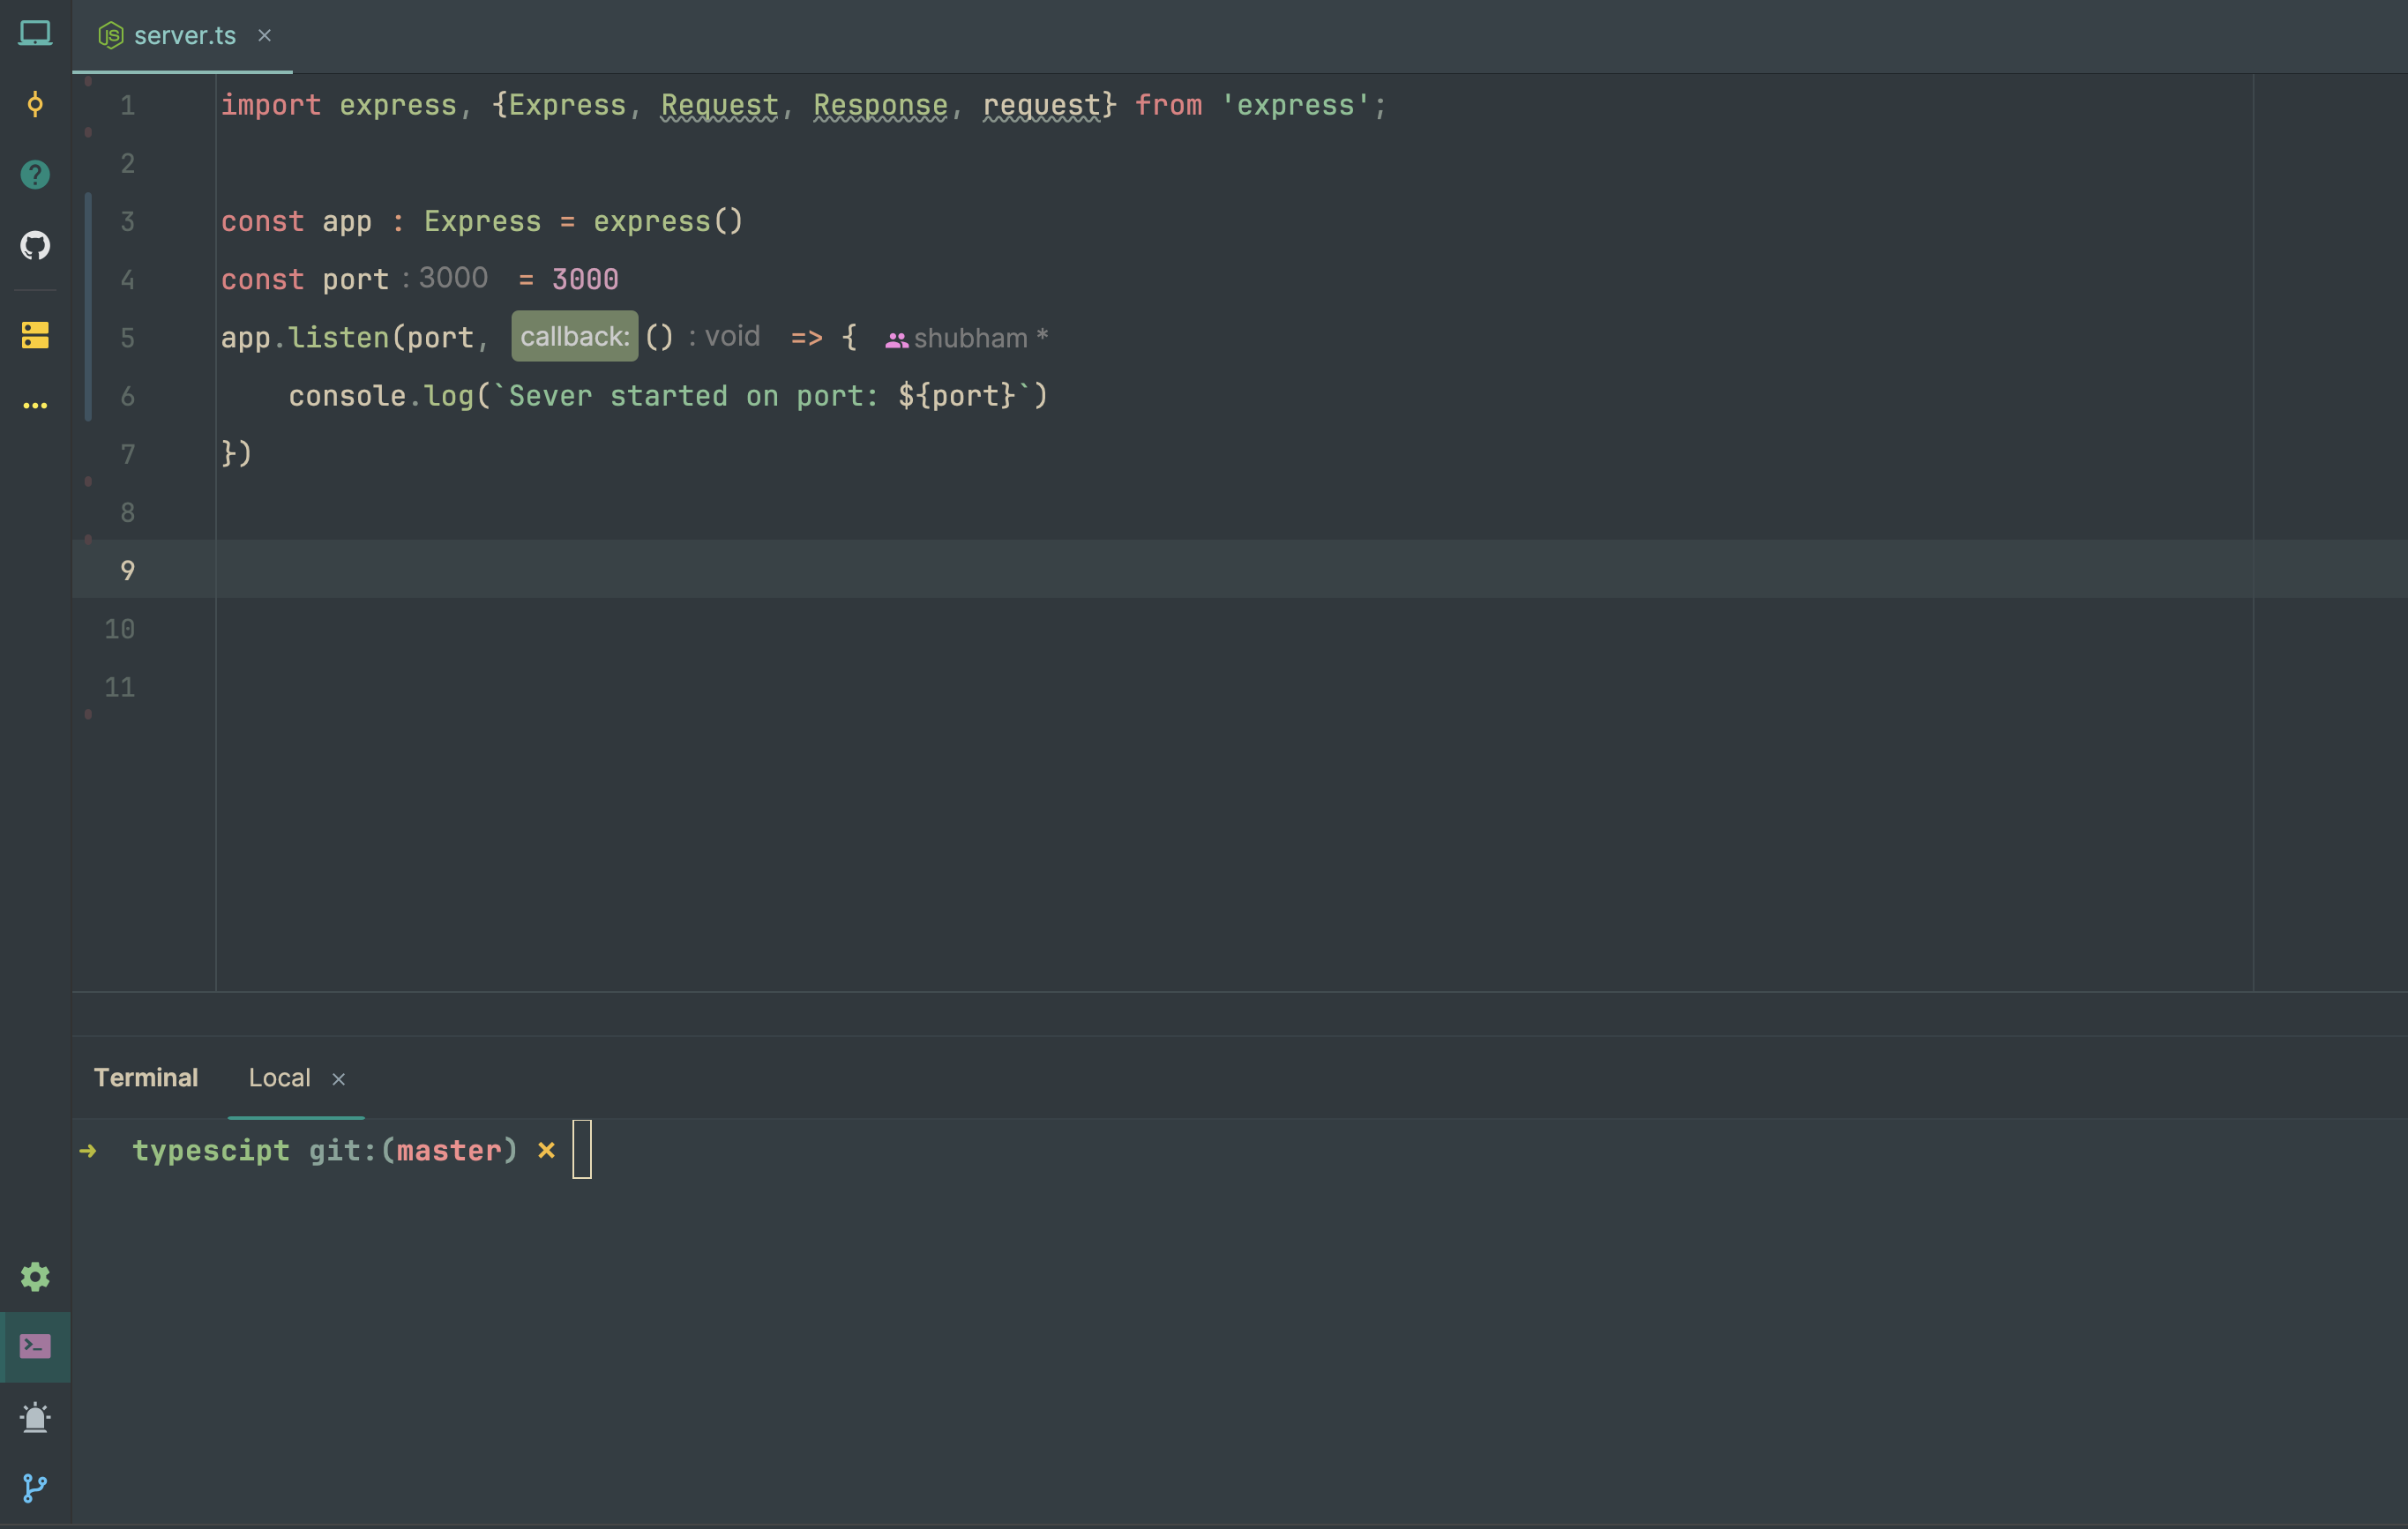 server.ts ×
1 import express, {Express, Request, Response, request} from 'express';
2
3 const app : Express = express()
4 const port : 3000 = 3000
5 app.listen(port, callback: () : void => { shubham *
6 console.log(`Sever started on port: ${port}`)
7 })
8
9
10
11
Terminal Local ×
➜ typescipt git:(master) ×